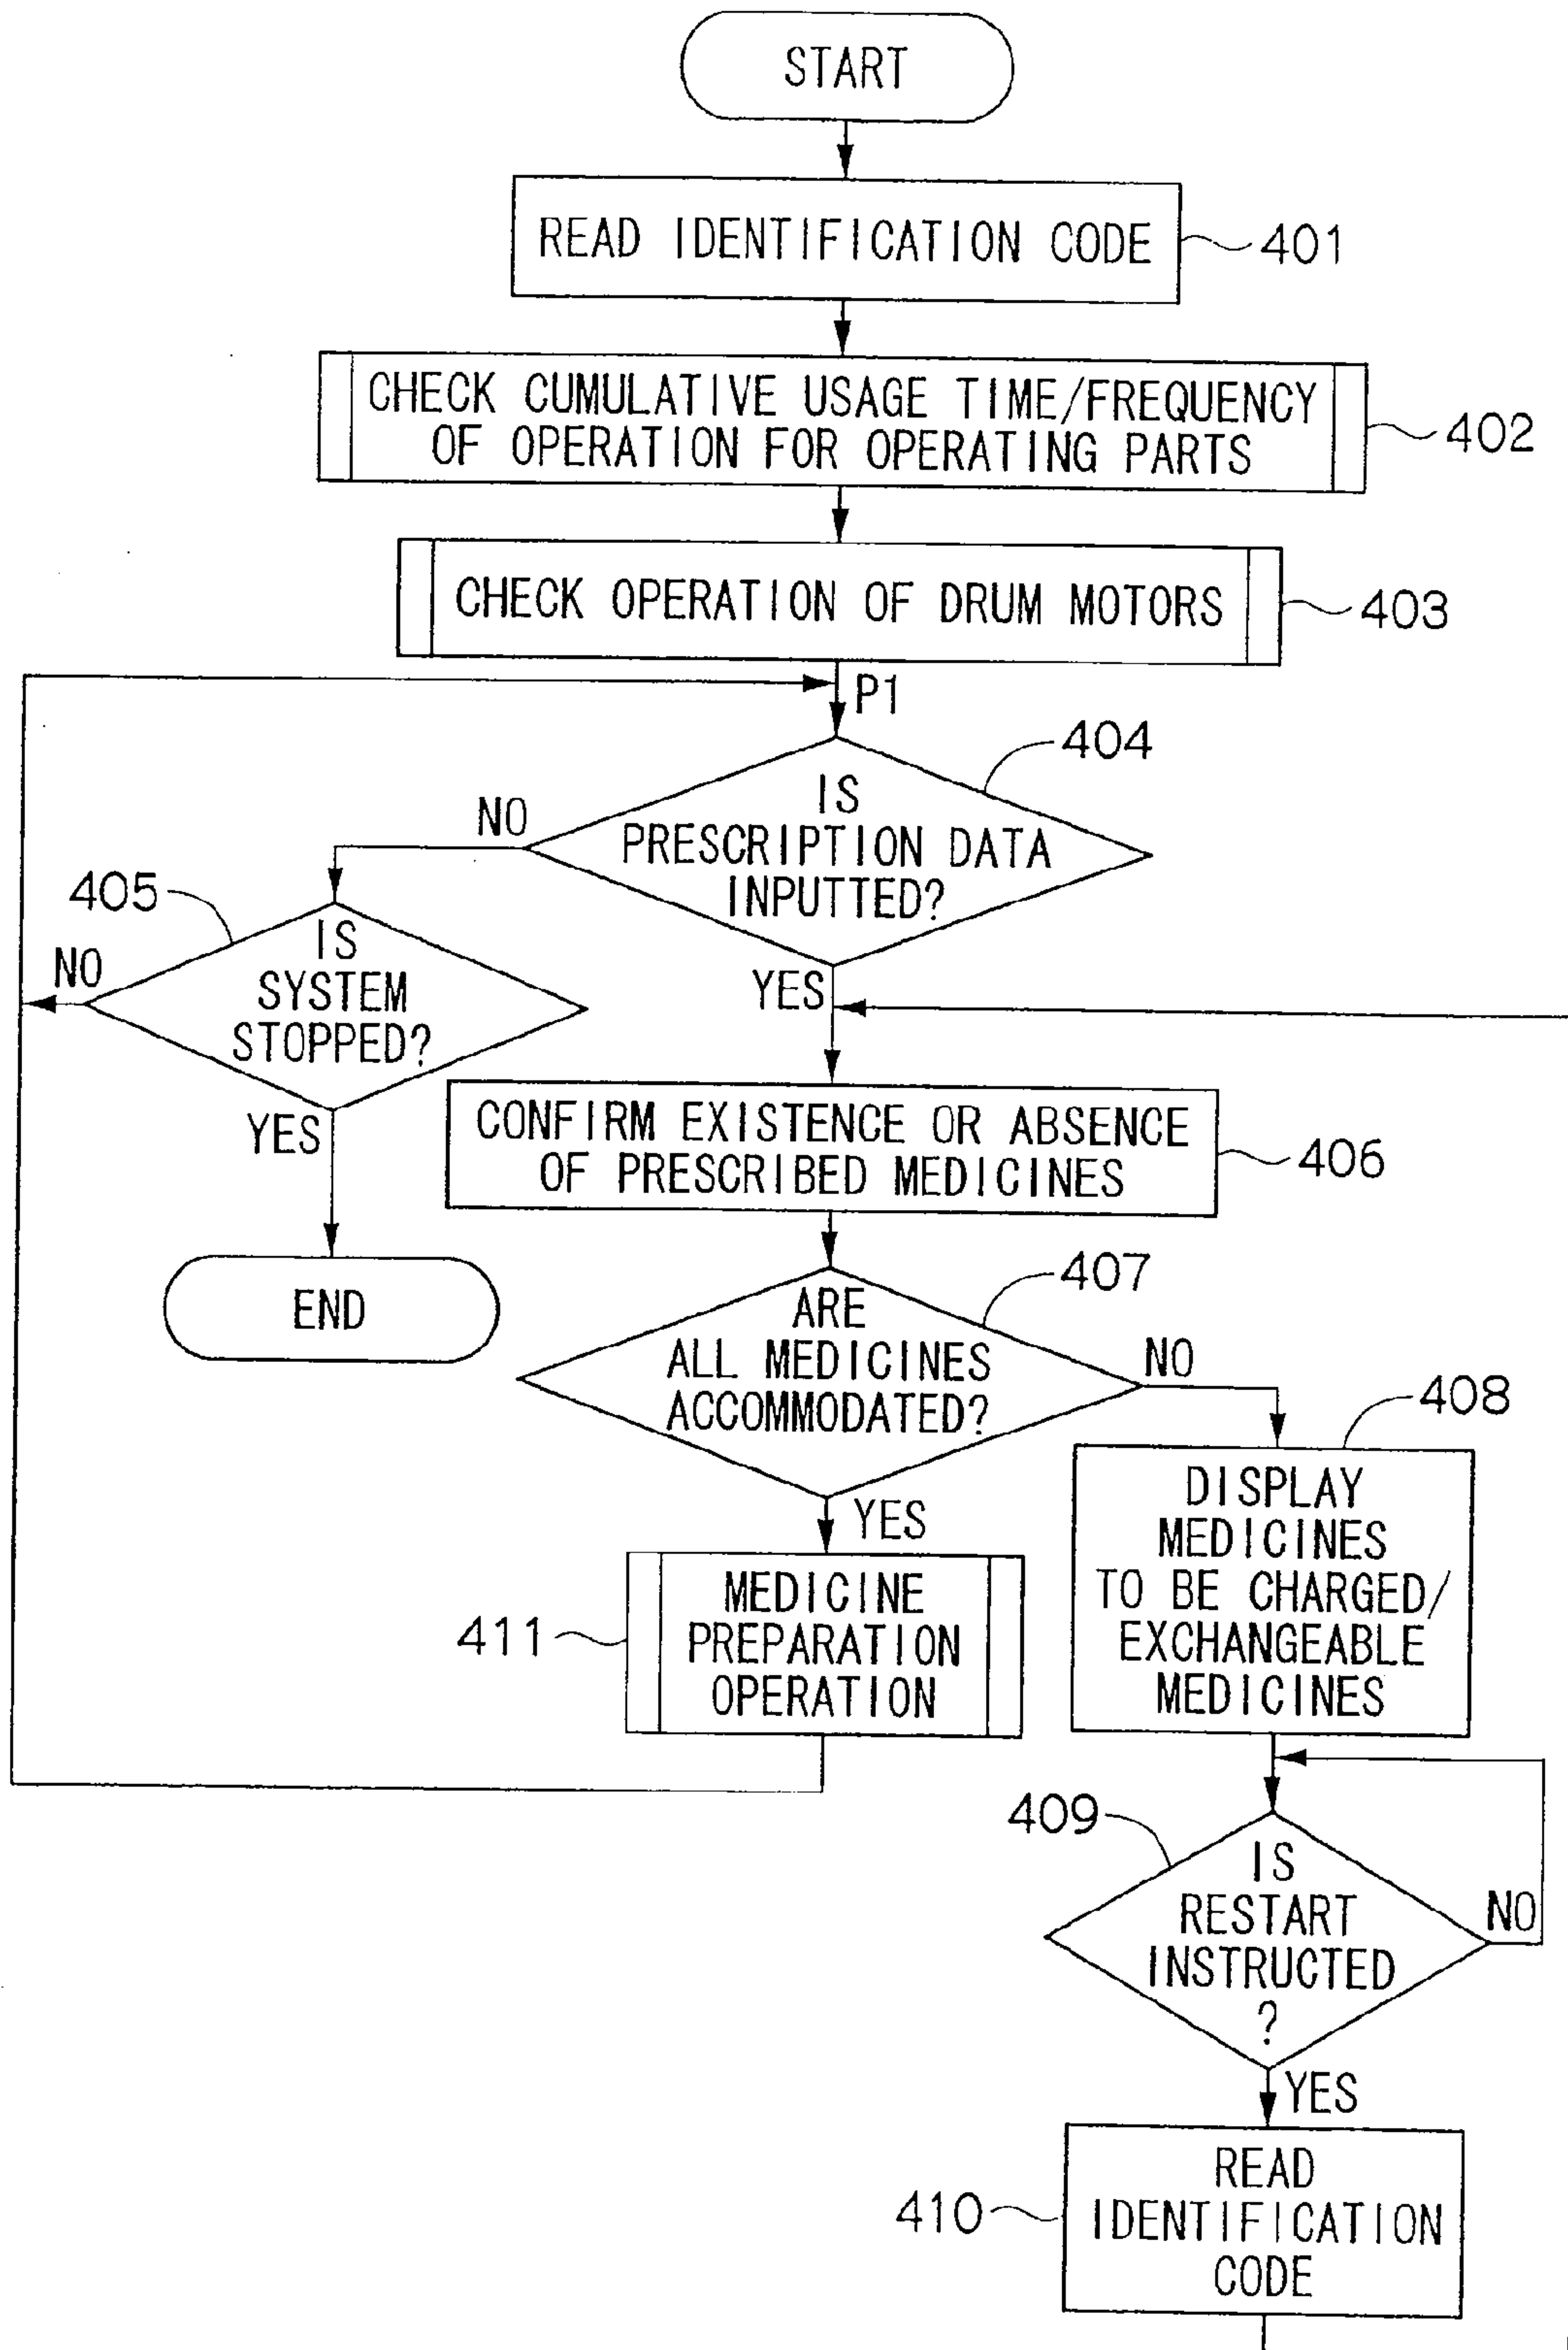 START
READ IDENTIFICATION CODE
401
CHECK CUMULATIVE USAGE TIME/FREQUENCY
OF OPERATION FOR OPERATING PARTS
402
CHECK OPERATION OF DRUM MOTORS
403
P1
404
IS
PRESCRIPTION DATA
INPUTTED?
NO
YES
405
IS
SYSTEM
STOPPED?
NO
YES
END
CONFIRM EXISTENCE OR ABSENCE
OF PRESCRIBED MEDICINES
406
407
ARE
ALL MEDICINES
ACCOMMODATED?
NO
YES
408
DISPLAY
MEDICINES
TO BE CHARGED/
EXCHANGEABLE
MEDICINES
411
MEDICINE
PREPARATION
OPERATION
409
IS
RESTART
INSTRUCTED
?
NO
YES
410
READ
IDENTIFICATION
CODE